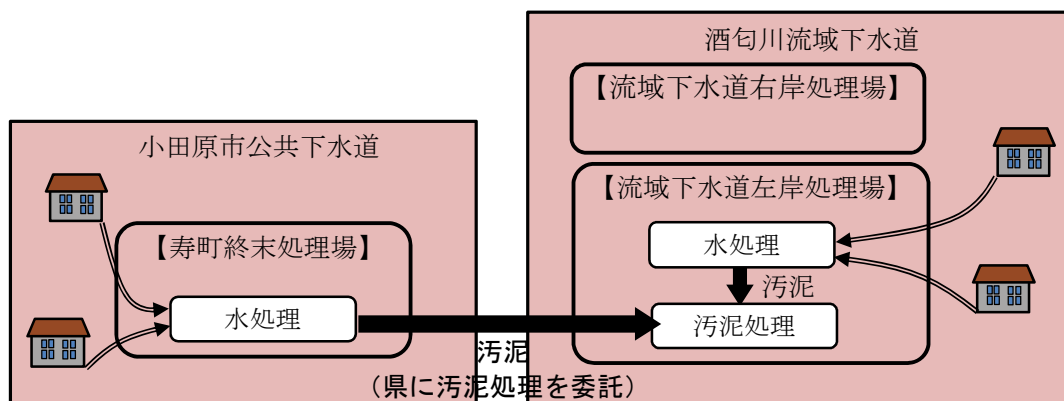 酒匂川流域下水道
【流域下水道右岸処理場】
小田原市公共下水道
【流域下水道左岸処理場】
【寿町終末処理場】
水処理
汚泥
水処理
汚泥処理
汚泥
（県に汚泥処理を委託）